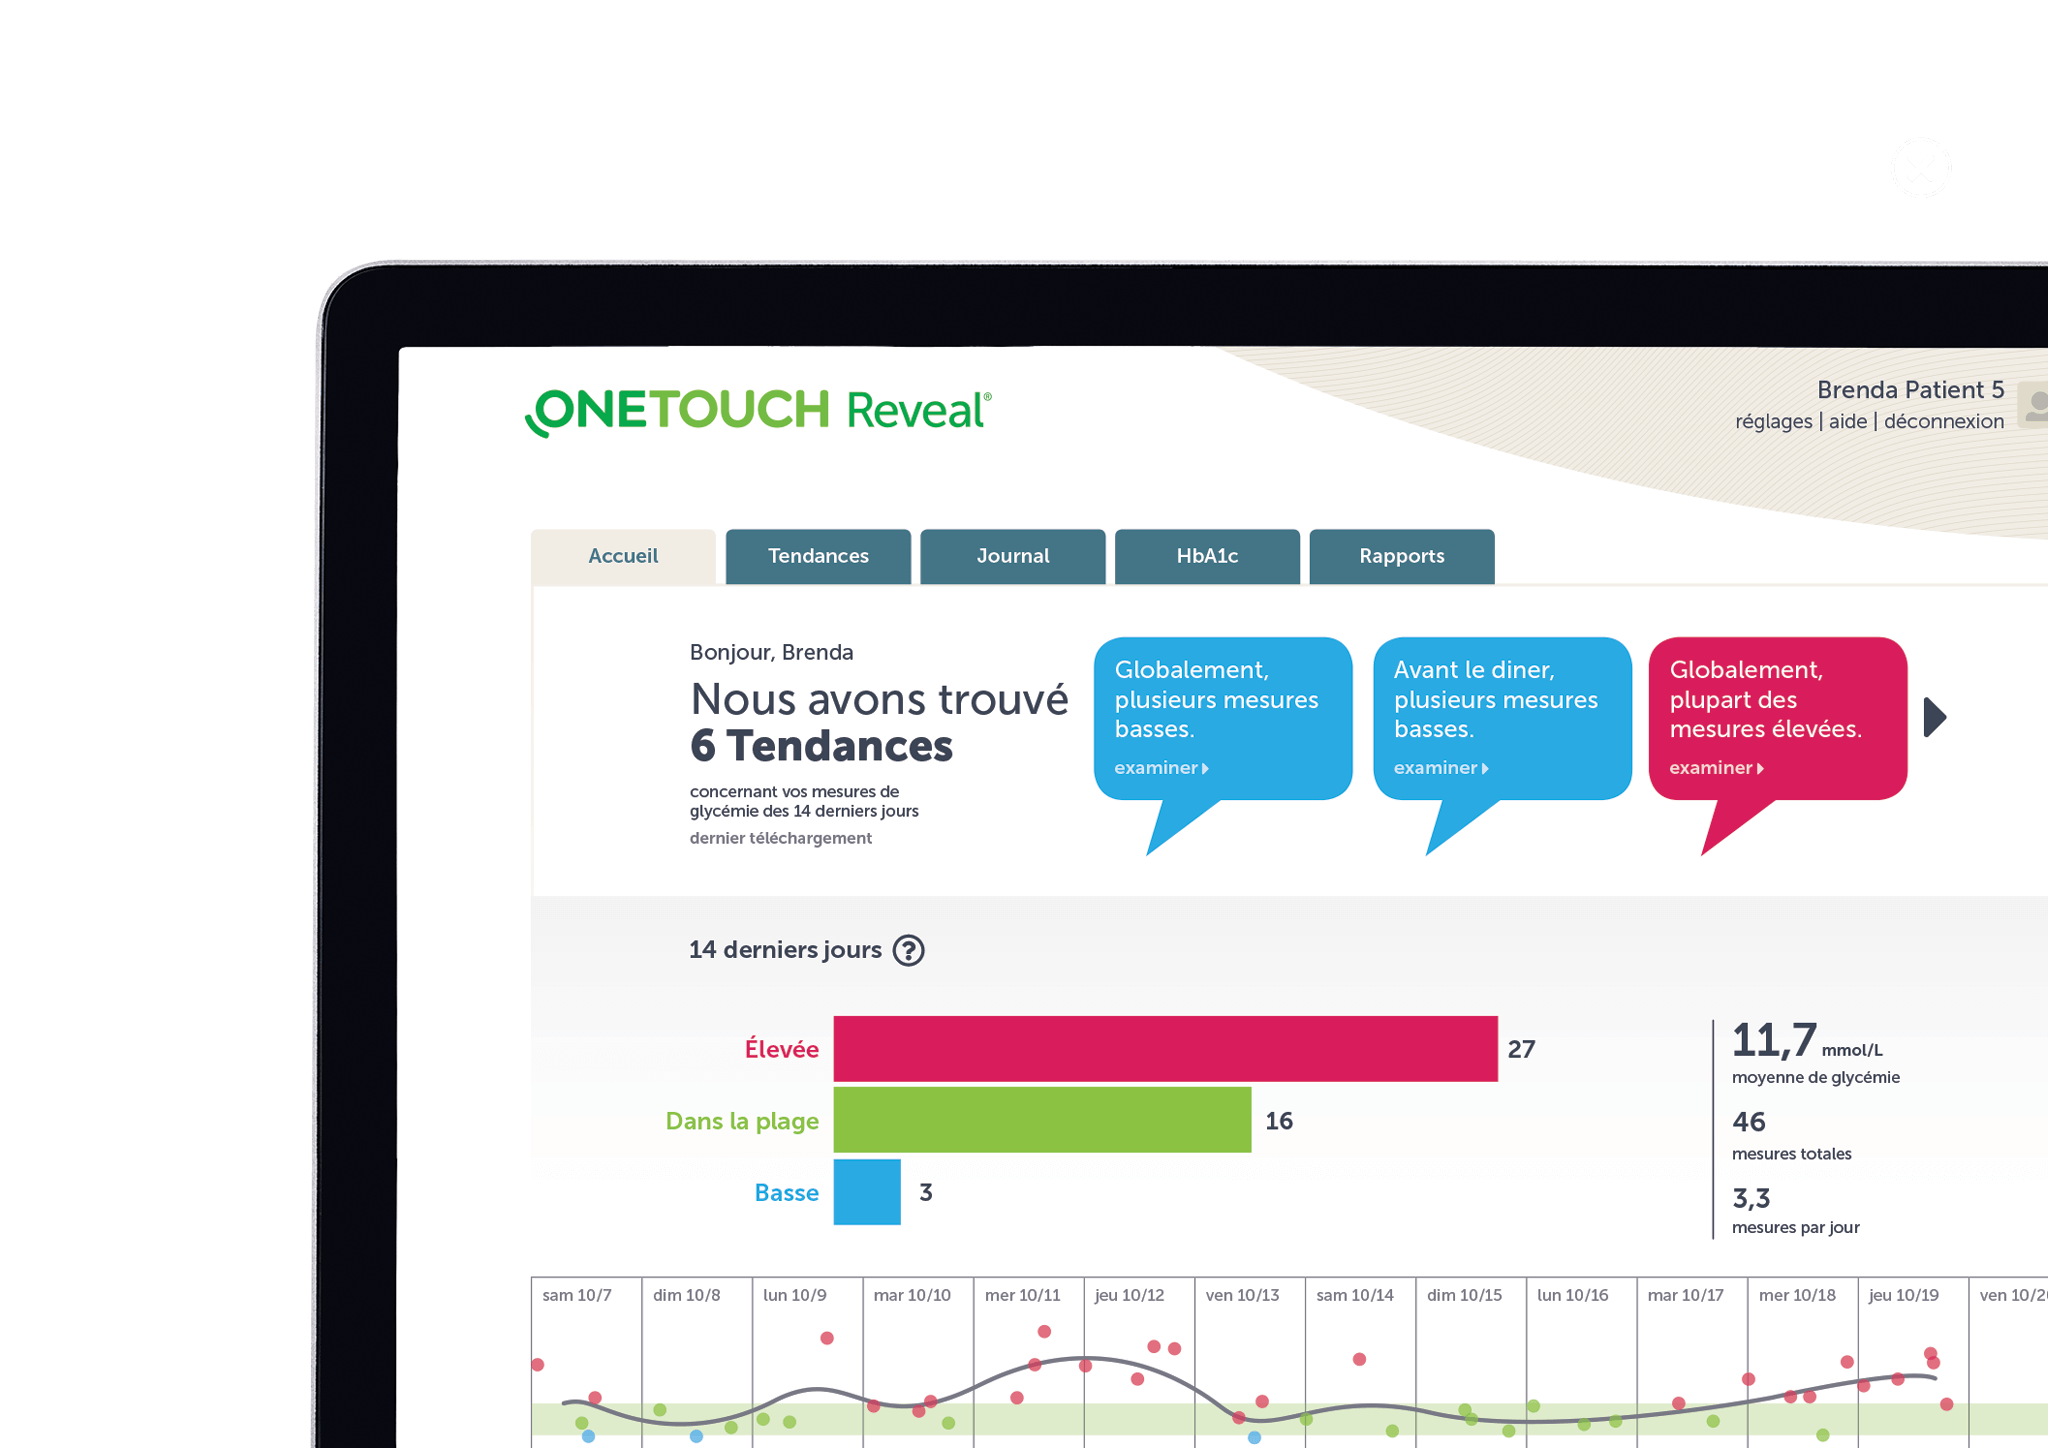 ONETOUCH Reveal®
Brenda Patient 5
réglages | aide | déconnexion
Accueil
Tendances
Journal
HbA1c
Rapports
Bonjour, Brenda
Nous avons trouvé
6 Tendances
concernant vos mesures de
glycémie des 14 derniers jours
dernier téléchargement
Globalement,
plusieurs mesures
basses.
examiner
Avant le diner,
plusieurs mesures
basses.
examiner
Globalement,
plupart des
mesures élevées.
examiner
14 derniers jours ?
Élevée 27
Dans la plage 16
Basse 3
11,7 mmol/L
moyenne de glycémie
46
mesures totales
3,3
mesures par jour
sam 10/7
dim 10/8
lun 10/9
mar 10/10
mer 10/11
jeu 10/12
ven 10/13
sam 10/14
dim 10/15
lun 10/16
mar 10/17
mer 10/18
jeu 10/19
ven 10/20